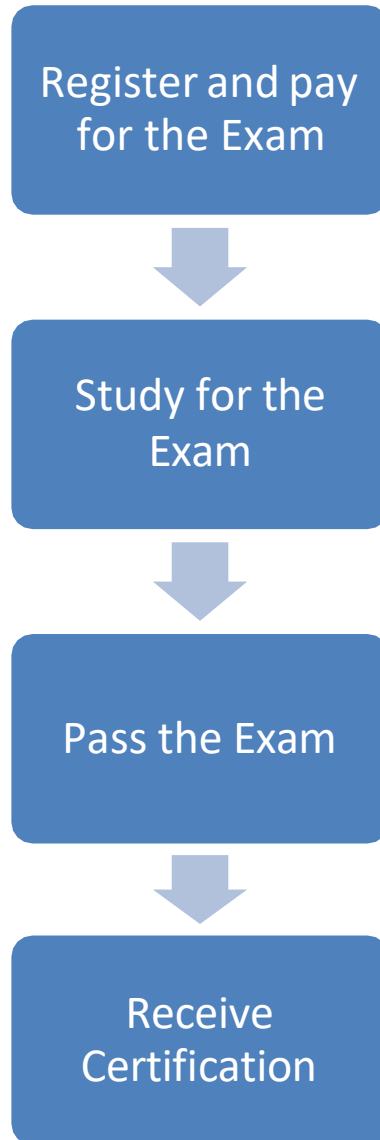 Register and pay
for the Exam
Study for the
Exam
Pass the Exam
Receive
Certification